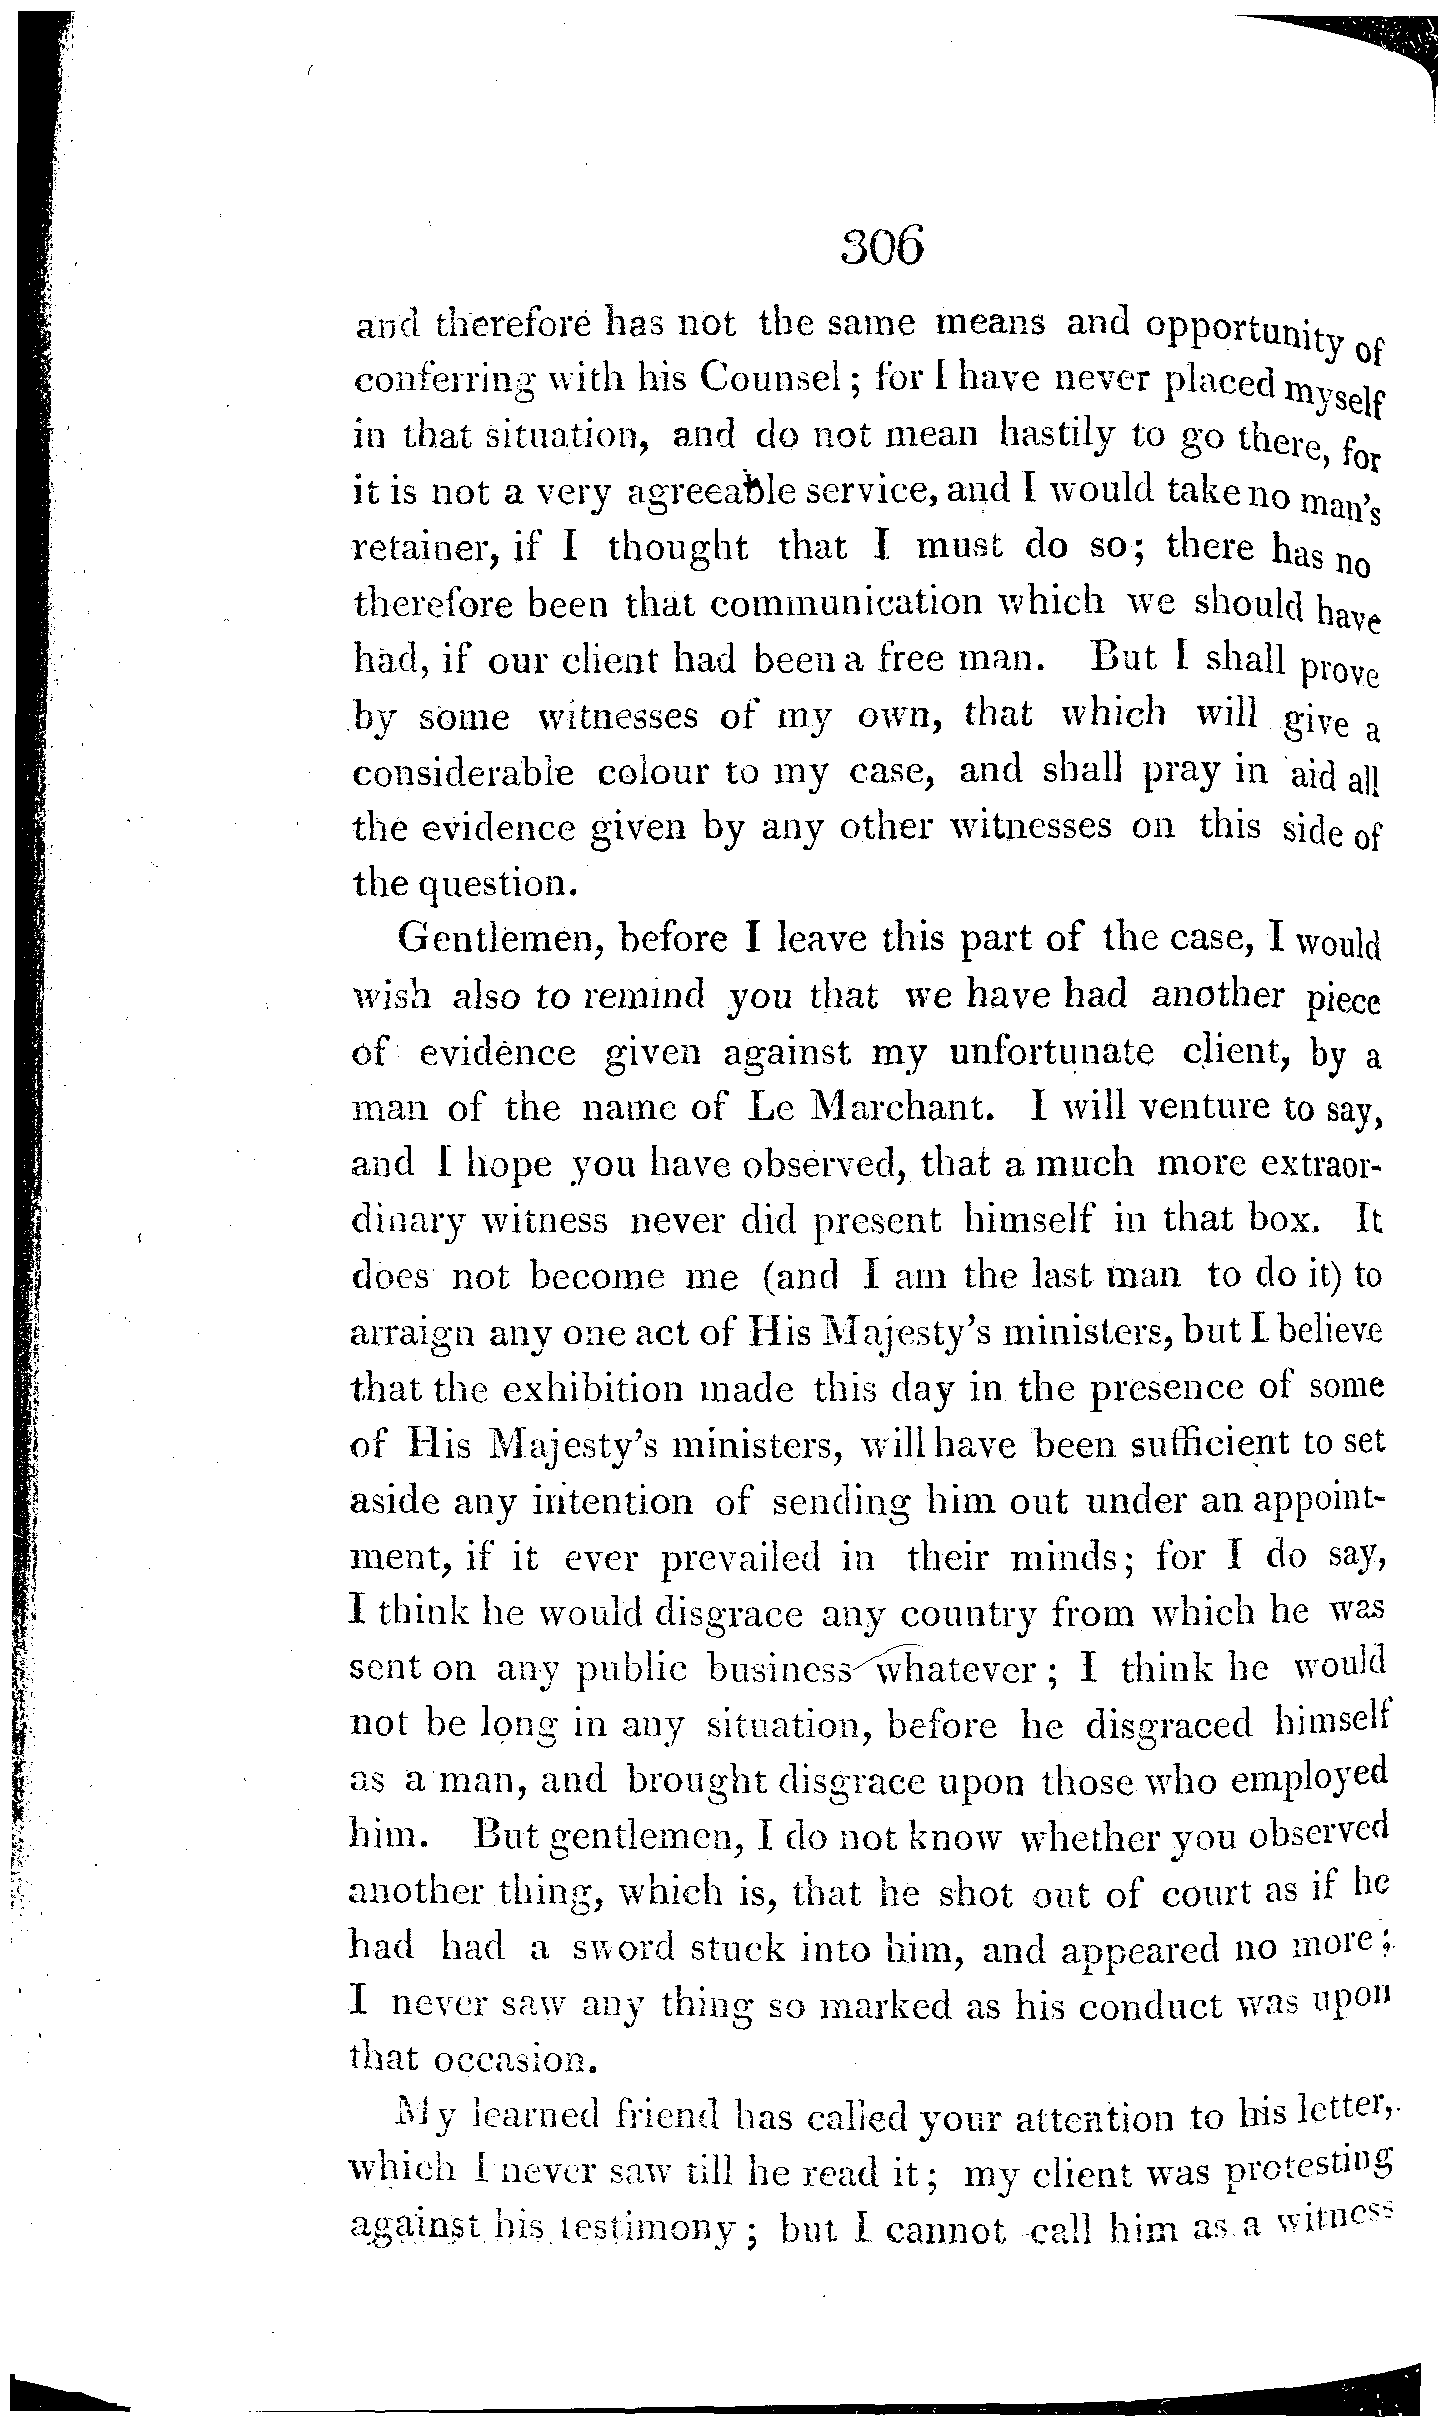 306
and therefore has not the same means and opportunity of
conferring with his Counsel; for I have never placed myself
in that situation, and do not mean hastily to go there, for
it is not a very agreeable service, and I would take no man's
retainer, if I thought that I must do so; there has no
therefore been that communication which we should have
had, if our client had been a free man. But I shall prove
by some witnesses of my own, that which will give a
considerable colour to my case, and shall pray in aid all
the evidence given by any other witnesses on this side of
the question.
Gentlemen, before I leave this part of the case, I would
wish also to remind you that we have had another piece
of evidence given against my unfortunate client, by a
man of the name of Le Marchant. I will venture to say,
and I hope you have observed, that a much more extraor-
dinary witness never did present himself in that box. It
does not become me (and I am the last man to do it) to
arraign any one act of His Majesty's ministers, but I believe
that the exhibition made this day in the presence of some
of His Majesty's ministers, will have been sufficient to set
aside any intention of sending him out under an appoint-
ment, if it ever prevailed in their minds; for I do say,
I think he would disgrace any country from which he was
sent on any public business whatever; I think he would
not be long in any situation, before he disgraced himself
as a man, and brought disgrace upon those who employed
him. But gentlemen, I do not know whether you observed
another thing, which is, that he shot out of court as if he
had had a sword stuck into him, and appeared no more;
I never saw any thing so marked as his conduct was upon
that occasion.
My learned friend has called your attention to his letter,
which I never saw till he read it; my client was protesting
against his testimony; but I cannot call him as a witness